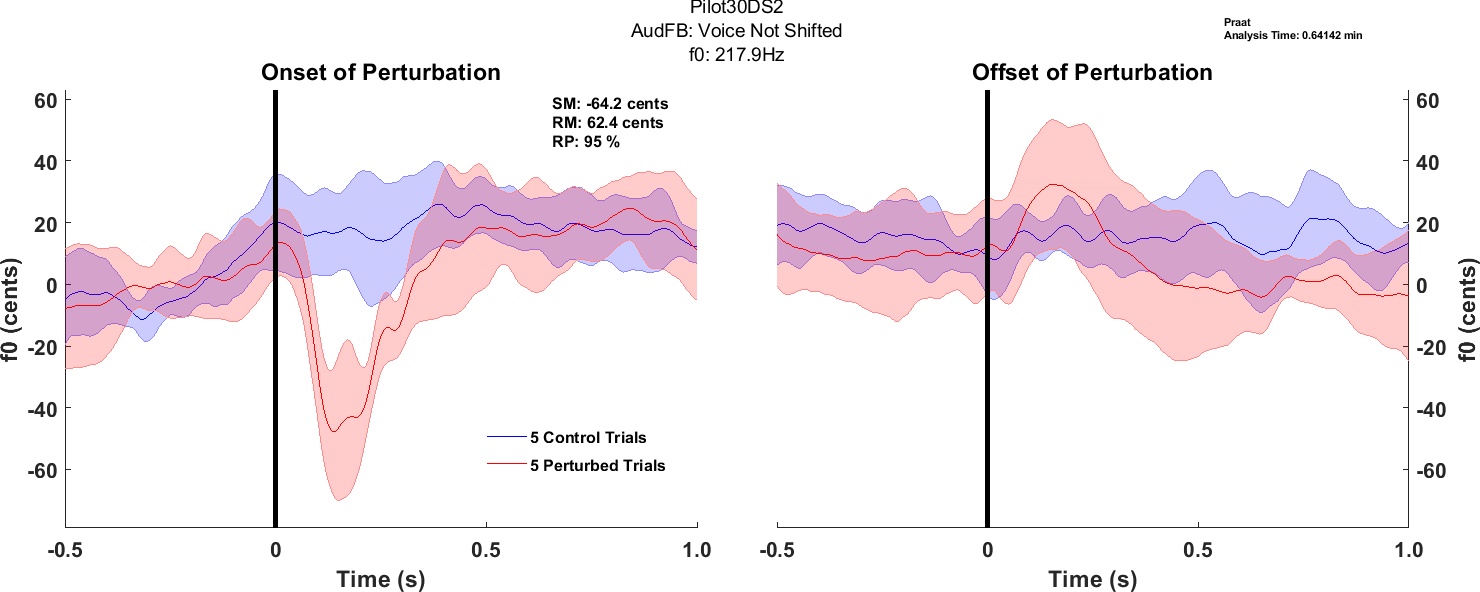 Pilot30DS2
AudFB: Voice Not Shifted
f0: 217.9Hz
Praat
Analysis Time: 0.64142 min
Onset of Perturbation
SM: -64.2 cents
RM: 62.4 cents
RP: 95 %
60
40
20
0
-20
-40
-60
f0 (cents)
5 Control Trials
5 Perturbed Trials
-0.5 0 0.5 1.0
Time (s)
Offset of Perturbation
60
40
20
0
-20
-40
-60
f0 (cents)
-0.5 0 0.5 1.0
Time (s)